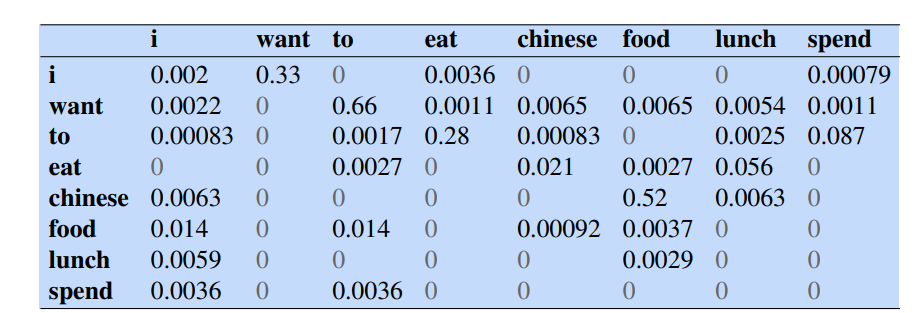 i want to eat chinese food lunch spend
i 0.002 0.33 0 0.0036 0 0 0 0.00079
want 0.0022 0 0.66 0.0011 0.0065 0.0065 0.0054 0.0011
to 0.00083 0 0.0017 0.28 0.00083 0 0.0025 0.087
eat 0 0 0.0027 0 0.021 0.0027 0.056 0
chinese 0.0063 0 0 0 0 0.52 0.0063 0
food 0.014 0 0.014 0 0.00092 0.0037 0 0
lunch 0.0059 0 0 0 0 0.0029 0 0
spend 0.0036 0 0.0036 0 0 0 0 0